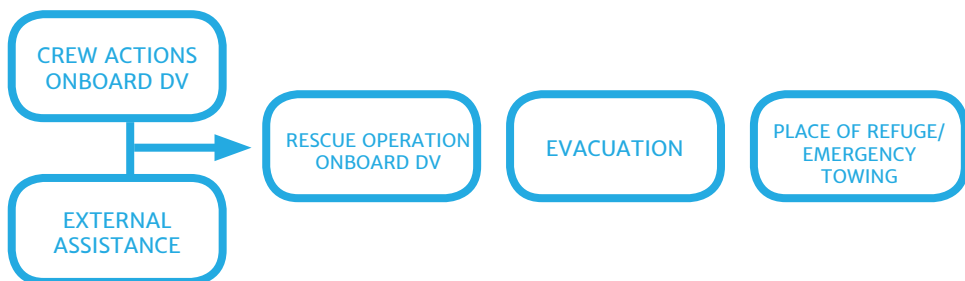 CREW ACTIONS
ONBOARD DV
RESCUE OPERATION
ONBOARD DV
EVACUATION
PLACE OF REFUGE/
EMERGENCY
TOWING
EXTERNAL
ASSISTANCE